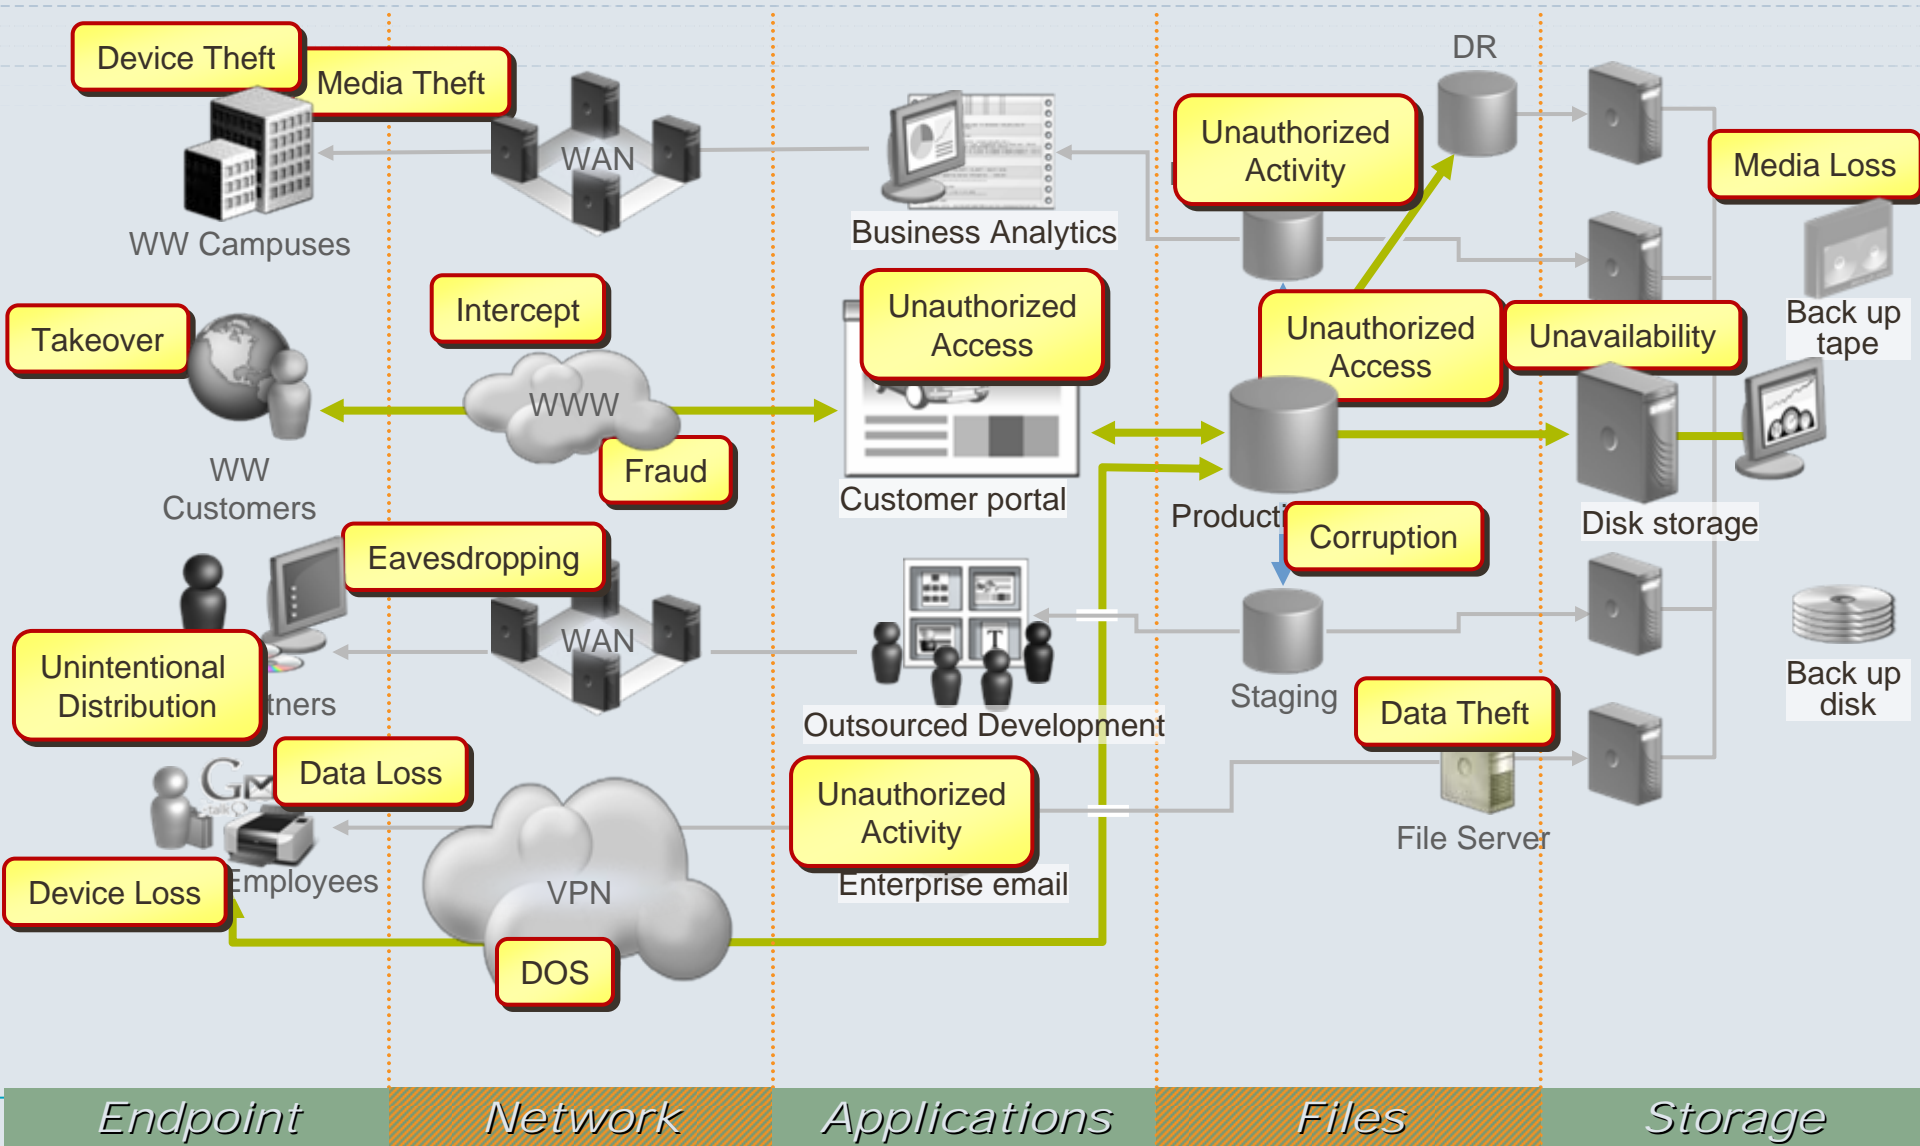 Device Theft
Media Theft
WAN
WW Campuses
Business Analytics
Unauthorized
Activity
DR
Media Loss
Back up
tape
Takeover
Intercept
WWW
Fraud
WW
Customers
Unauthorized
Access
Customer portal
Unauthorized
Access
Unavailability
Producti
Corruption
Disk storage
Eavesdropping
WAN
Unintentional
Distribution
tners
T
Outsourced Development
Staging
Data Theft
File Server
Back up
disk
Data Loss
Device Loss
Employees
VPN
DOS
Unauthorized
Activity
Enterprise email
Endpoint
Network
Applications
Files
Storage